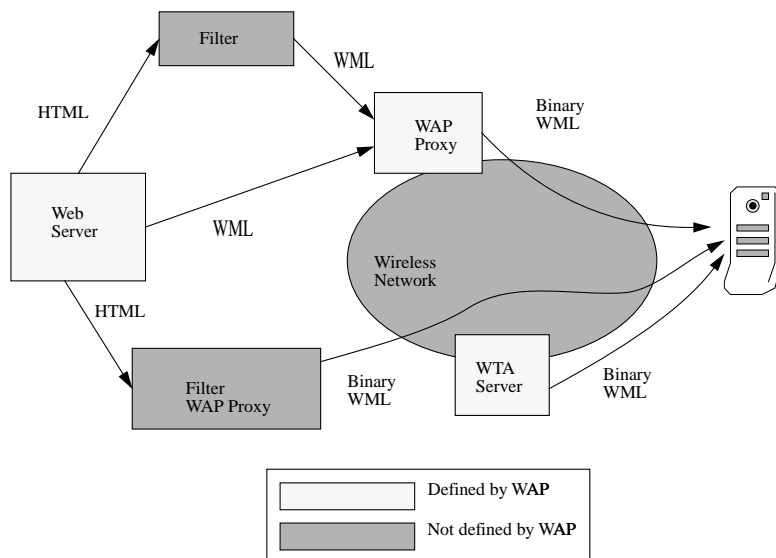 Filter
WML
HTML
Binary
WML
WAP
Proxy
Web
Server
WML
Wireless
Network
HTML
Filter
WAP Proxy
Binary
WML
WTA
Server
Binary
WML
Defined by WAP
Not defined by WAP